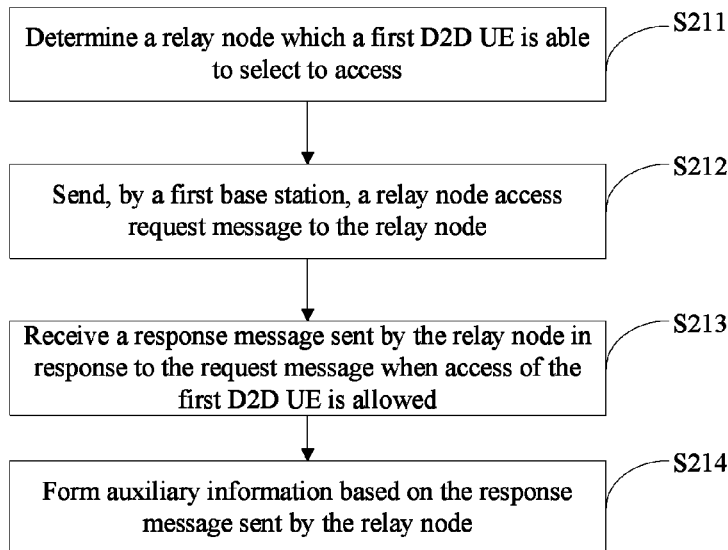 Determine a relay node which a first D2D UE is able
to select to access
S211
Send, by a first base station, a relay node access
request message to the relay node
S212
Receive a response message sent by the relay node in
response to the request message when access of the
first D2D UE is allowed
S213
Form auxiliary information based on the response
message sent by the relay node
S214